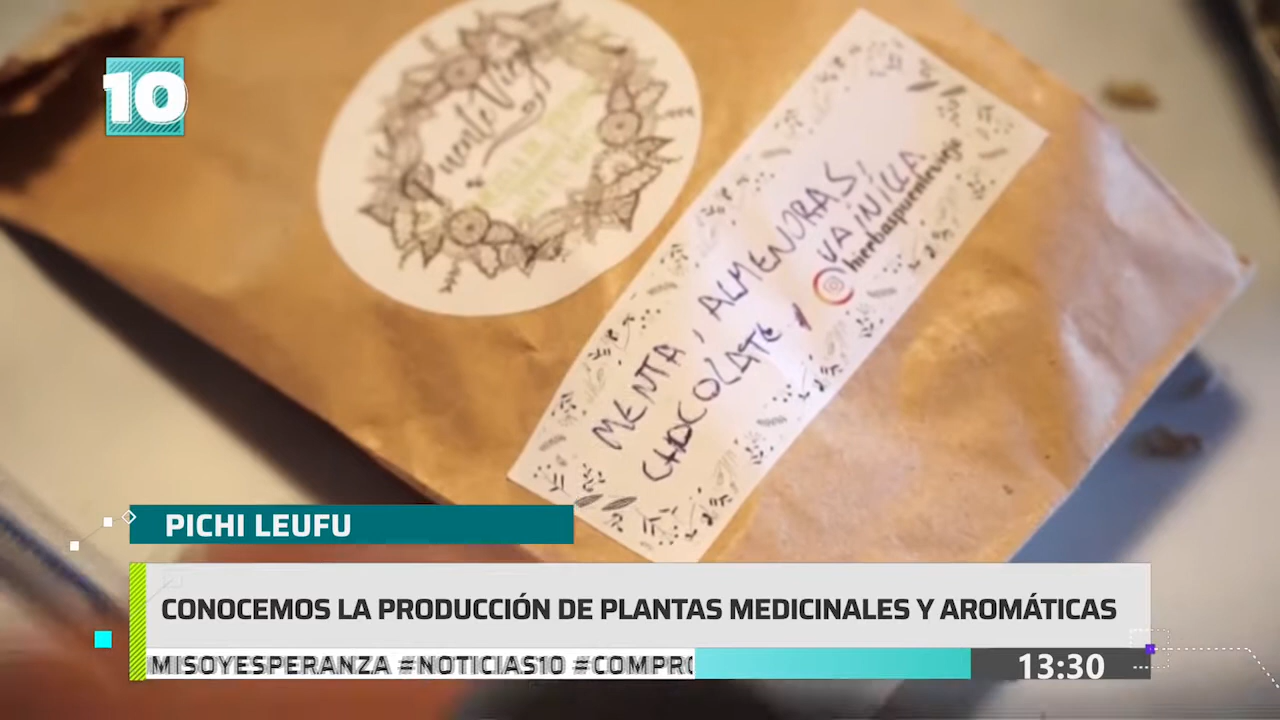 10
Puente Viejo
MENTA, ALMENDRAS,
CHOCOLATE Y VAINILLA
hierbaspuenteviejo
PICHI LEUFU
CONOCEMOS LA PRODUCCIÓN DE PLANTAS MEDICINALES Y AROMÁTICAS
MISOYESPERANZA #NOTICIAS10 #COMPRO
13:30